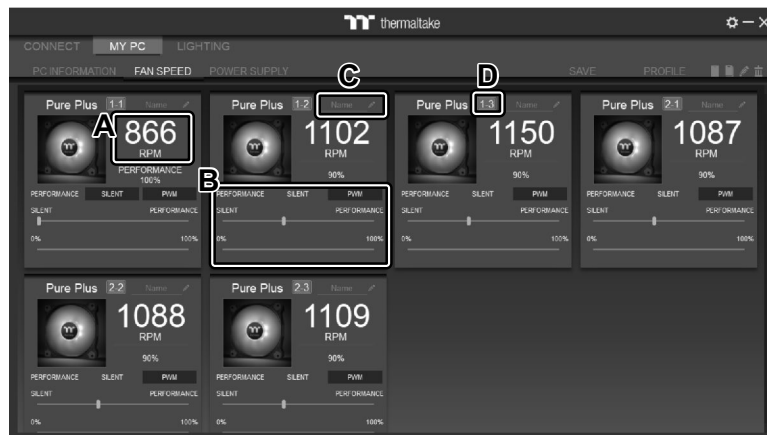 thermaltake
CONNECT MY PC LIGHTING
PC INFORMATION FAN SPEED POWER SUPPLY SAVE PROFILE
C D
Pure Plus 1-1 Name Pure Plus 1-2 Name Pure Plus 1-3 Name Pure Plus 2-1 Name
A 866 1102 1150 1087
RPM RPM RPM RPM
PERFORMANCE
100% 90% 90% 90%
B
PERFORMANCE SILENT PWM PERFORMANCE SILENT PWM PERFORMANCE SILENT PWM PERFORMANCE SILENT PWM
SILENT PERFORMANCE SILENT PERFORMANCE SILENT PERFORMANCE SILENT PERFORMANCE
0% 100% 0% 100% 0% 100% 0% 100%
Pure Plus 2-2 Name Pure Plus 2-3 Name
1088 1109
RPM RPM
90% 90%
PERFORMANCE SILENT PWM PERFORMANCE SILENT PWM
SILENT PERFORMANCE SILENT PERFORMANCE
0% 100% 0% 100%